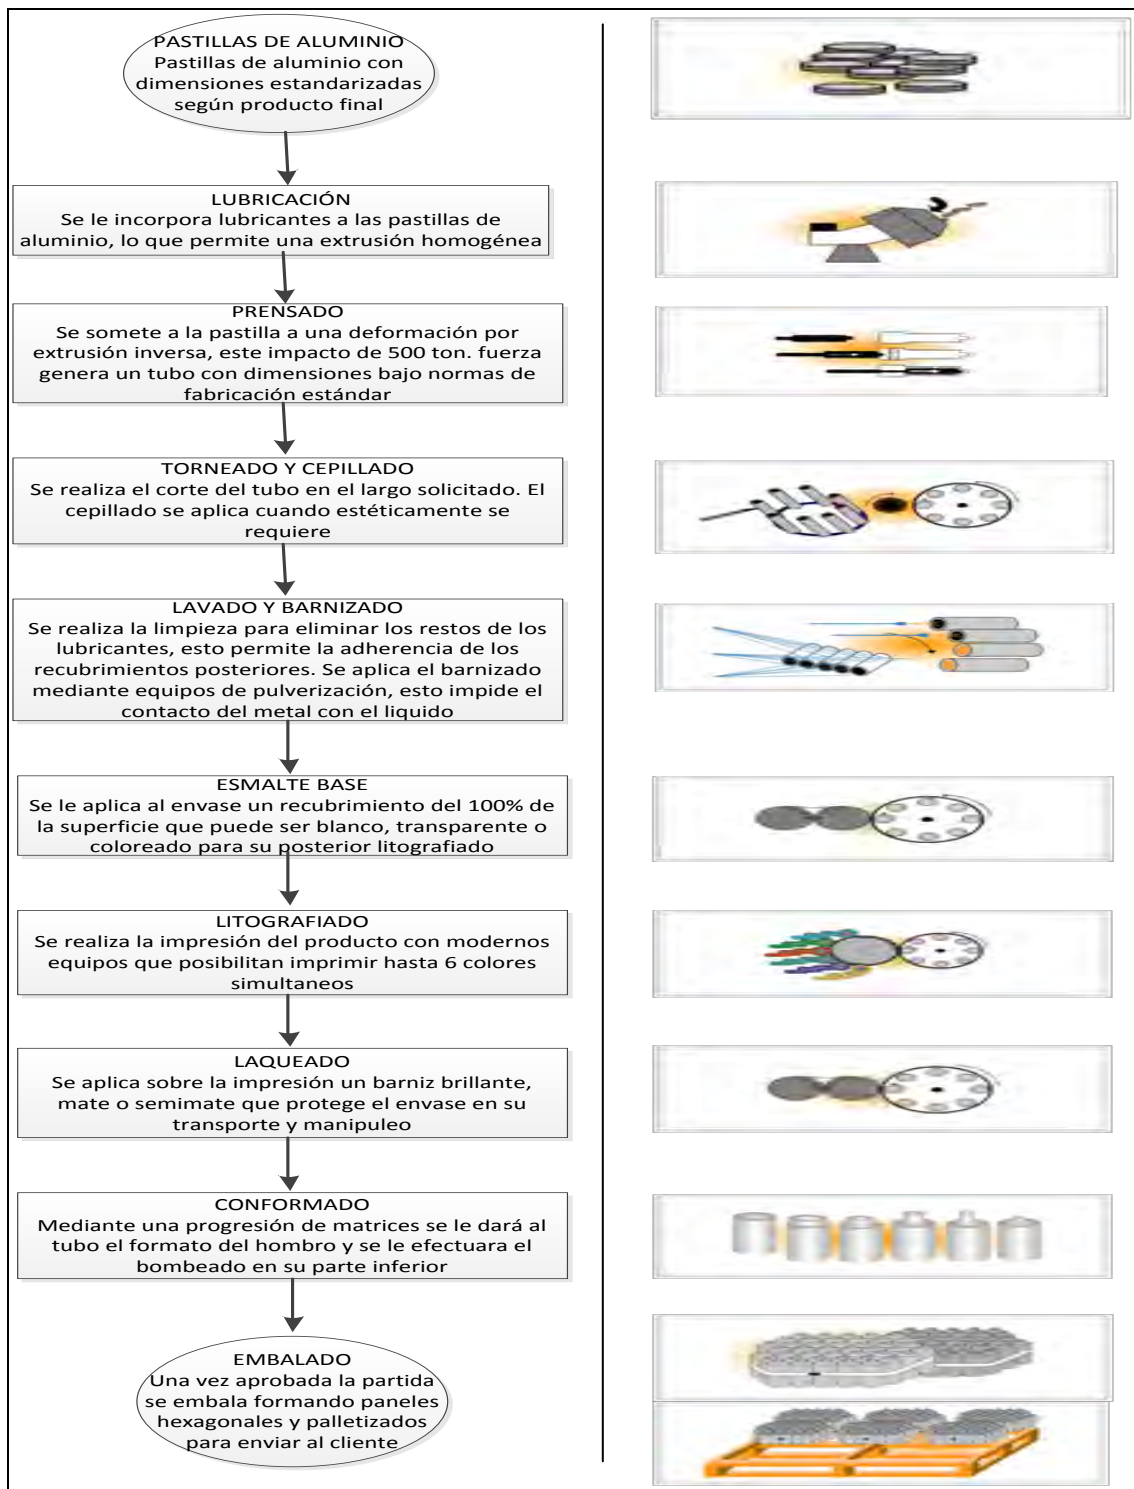 PASTILLAS DE ALUMINIO
Pastillas de aluminio con
dimensiones estandarizadas
según producto final
LUBRICACIÓN
Se le incorpora lubricantes a las pastillas de
aluminio, lo que permite una extrusión homogénea
PRENSADO
Se somete a la pastilla a una deformación por
extrusión inversa, este impacto de 500 ton. fuerza
genera un tubo con dimensiones bajo normas de
fabricación estándar
TORNEADO Y CEPILLADO
Se realiza el corte del tubo en el largo solicitado. El
cepillado se aplica cuando estéticamente se
requiere
LAVADO Y BARNIZADO
Se realiza la limpieza para eliminar los restos de los
lubricantes, esto permite la adherencia de los
recubrimientos posteriores. Se aplica el barnizado
mediante equipos de pulverización, esto impide el
contacto del metal con el liquido
ESMALTE BASE
Se le aplica al envase un recubrimiento del 100% de
la superficie que puede ser blanco, transparente o
coloreado para su posterior litografiado
LITOGRAFIADO
Se realiza la impresión del producto con modernos
equipos que posibilitan imprimir hasta 6 colores
simultaneos
LAQUEADO
Se aplica sobre la impresión un barniz brillante,
mate o semimate que protege el envase en su
transporte y manipuleo
CONFORMADO
Mediante una progresión de matrices se le dará al
tubo el formato del hombro y se le efectuara el
bombeado en su parte inferior
EMBALADO
Una vez aprobada la partida
se embala formando paneles
hexagonales y palletizados
para enviar al cliente